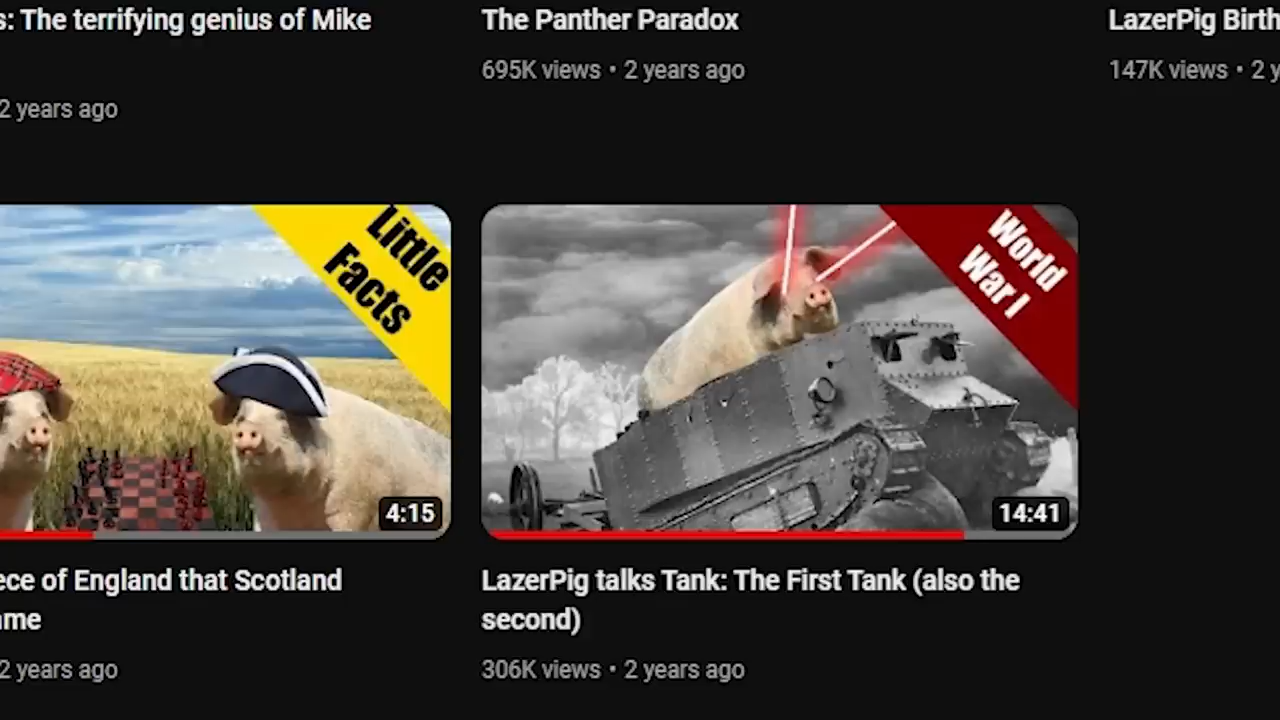 s: The terrifying genius of Mike
2 years ago
The Panther Paradox
695K views • 2 years ago
LazerPig Birth
147K views • 2 y
Little
Facts
4:15
ece of England that Scotland
ame
2 years ago
World
War I
14:41
LazerPig talks Tank: The First Tank (also the
second)
306K views • 2 years ago